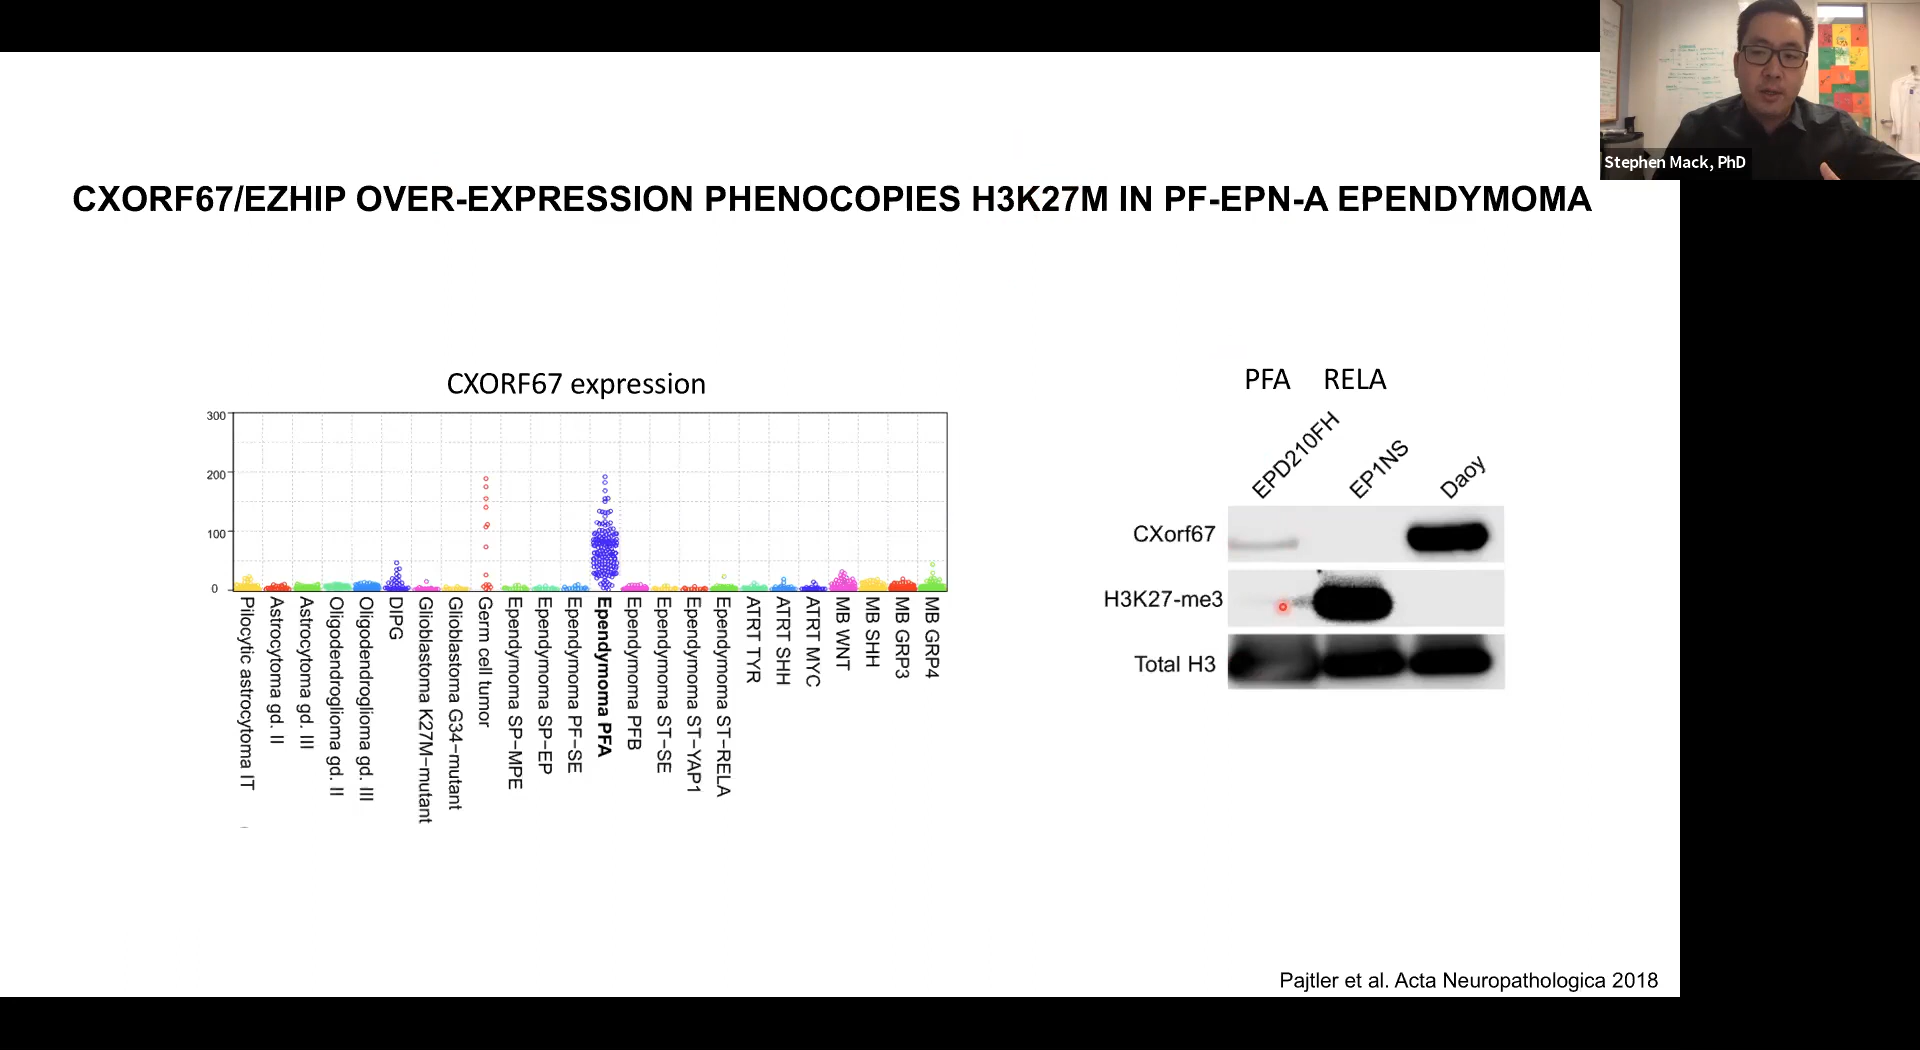 Stephen Mack, PhD
CXORF67/EZHIP OVER-EXPRESSION PHENOCOPIES H3K27M IN PF-EPN-A EPENDYMOMA
CXORF67 expression
300
200
100
0
Pilocytic astrocytoma IT
Astrocytoma gd. II
Astrocytoma gd. III
Oligodendroglioma gd. II
Oligodendroglioma gd. III
DIPG
Glioblastoma K27M−mutant
Glioblastoma G34−mutant
Germ cell tumor
Ependymoma SP−MPE
Ependymoma SP−EP
Ependymoma PF−SE
Ependymoma PFA
Ependymoma PFB
Ependymoma ST−SE
Ependymoma ST−YAP1
Ependymoma ST−RELA
ATRT TYR
ATRT SHH
ATRT MYC
MB WNT
MB SHH
MB GRP3
MB GRP4
PFA RELA
EPD210FH
EP1NS
Daoy
CXorf67
H3K27-me3
Total H3
Pajtler et al. Acta Neuropathologica 2018